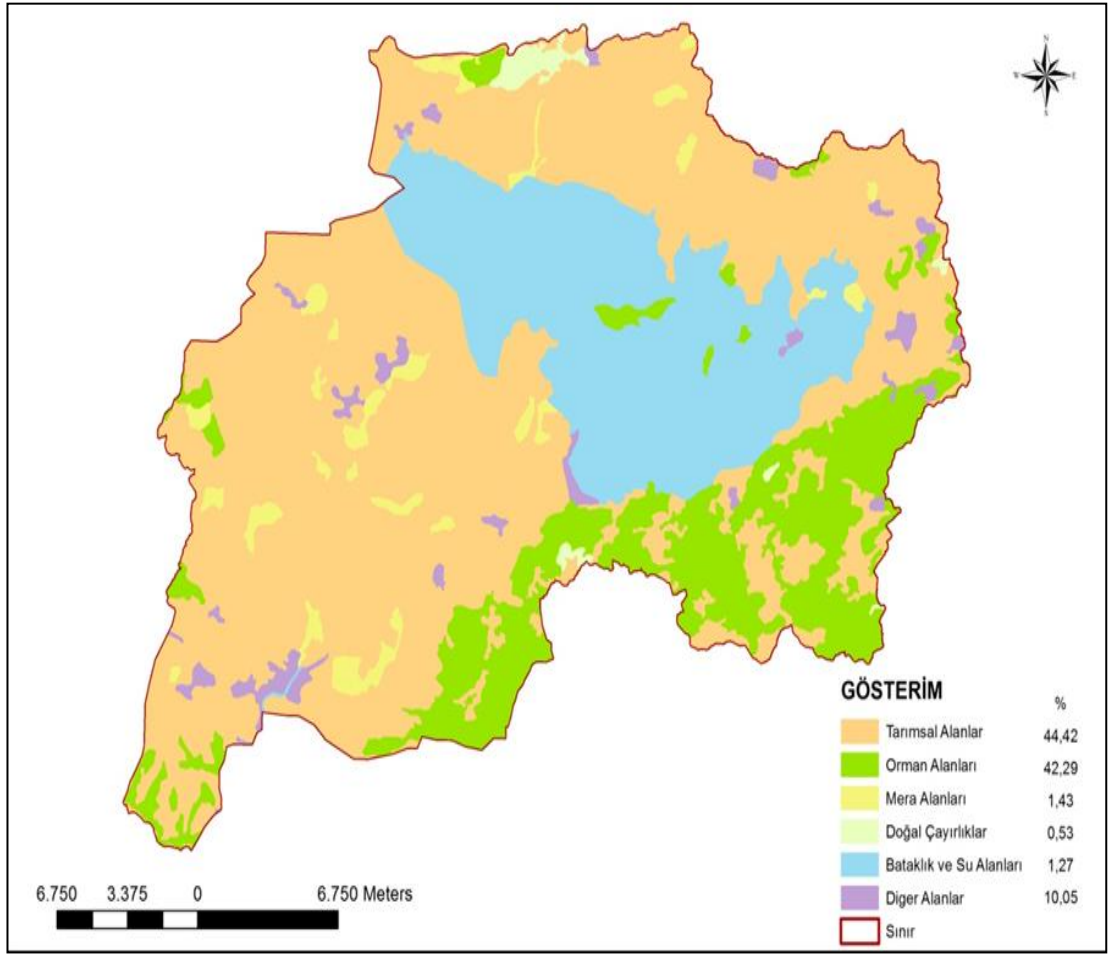 N
W E
S
GÖSTERİM
%
Tarımsal Alanlar 44,42
Orman Alanları 42,29
Mera Alanları 1,43
Doğal Çayırlıklar 0,53
Bataklık ve Su Alanları 1,27
Diger Alanlar 10,05
Sınır
6.750 3.375 0 6.750 Meters